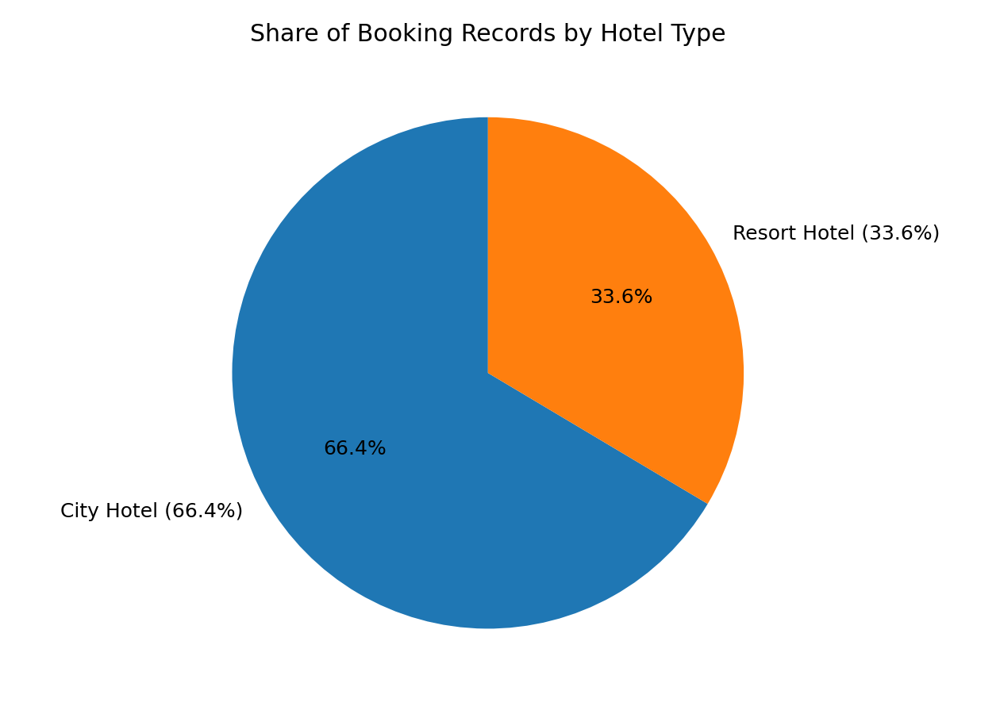 Share of Booking Records by Hotel Type
Resort Hotel (33.6%)
33.6%
66.4%
City Hotel (66.4%)